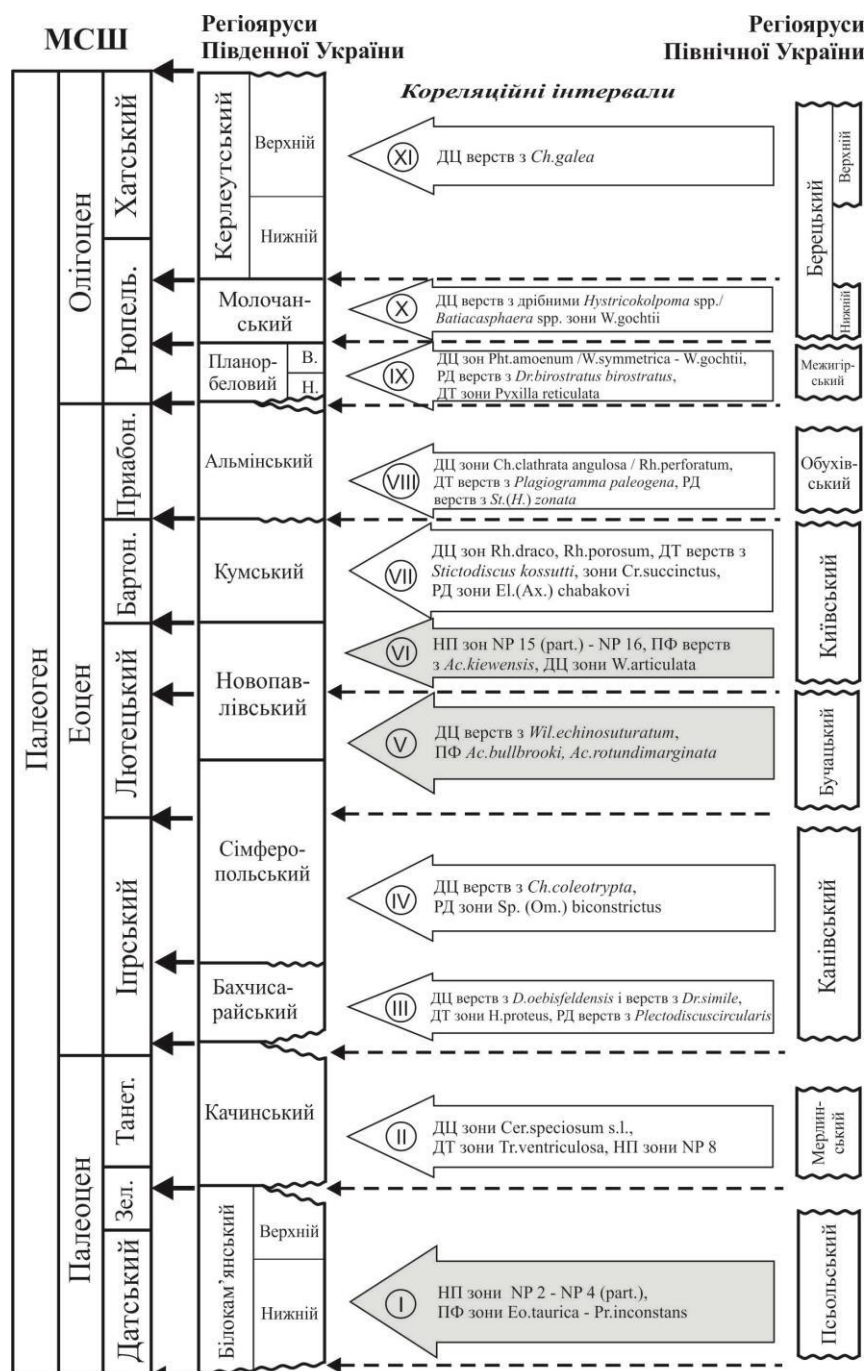 МСШ
Регіояруси
Південної України
Регіояруси
Північної України
Кореляційні інтервали
Палеоген
Олігоцен
Еоцен
Палеоцен
Хатський
Рюпель.
Приабон.
Бартон.
Лютецький
Іпрський
Танет.
Зел.
Датський
Керлеутський
Верхній
Нижній
Молочан-
ський
Планор-
беловий
В.
Н.
Альмінський
Кумський
Новопав-
лівський
Сімферо-
польський
Бахчиса-
райський
Качинський
Білокам’янський
Верхній
Нижній
XI
ДЦ верств з Ch.galea
X
ДЦ верств з дрібними Hystricokolpoma spp./
Batiacasphaera spp. зони W.gochtii
IX
ДЦ зон Pht.amoenum /W.symmetrica - W.gochtii,
РД верств з Dr.birostratus birostratus,
ДТ зони Pyxilla reticulata
VIII
ДЦ зони Ch.clathrata angulosa / Rh.perforatum,
ДТ верств з Plagiogramma paleogena, РД
верств з St.(H.) zonata
VII
ДЦ зон Rh.draco, Rh.porosum, ДТ верств з
Stictodiscus kossutti, зони Cr.succinctus,
РД зони El.(Ax.) chabakovi
VI
НП зон NP 15 (part.) - NP 16, ПФ верств
з Ac.kiewensis, ДЦ зони W.articulata
V
ДЦ верств з Wil.echinosuturatum,
ПФ Ac.bullbrooki, Ac.rotundimarginata
IV
ДЦ верств з Ch.coleotrypta,
РД зони Sp. (Om.) biconstrictus
III
ДЦ верств з D.oebisfeldensis і верств з Dr.simile,
ДТ зони H.proteus, РД верств з Plectodiscuscircularis
II
ДЦ зони Cer.speciosum s.l.,
ДТ зони Tr.ventriculosa, НП зони NP 8
I
НП зони NP 2 - NP 4 (part.),
ПФ зони Eo.taurica - Pr.inconstans
Берецький
Верхній
Нижній
Межигір-
ський
Обухів-
ський
Київський
Бучацький
Канівський
Мерлин-
ський
Псьольський